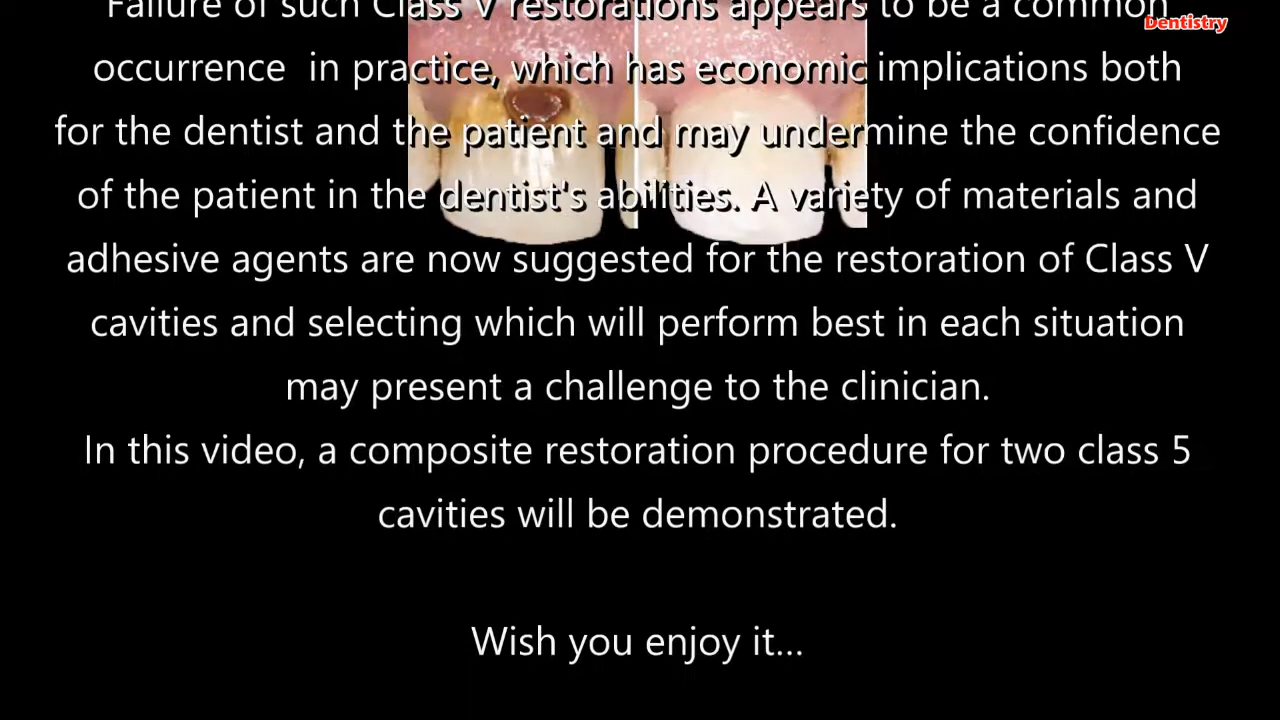 Failure of such Class V restorations appears to be a common
Dentistry
occurrence  in practice, which has economic implications both
for the dentist and the patient and may undermine the confidence
of the patient in the dentist's abilities. A variety of materials and
adhesive agents are now suggested for the restoration of Class V
cavities and selecting which will perform best in each situation
may present a challenge to the clinician.
In this video, a composite restoration procedure for two class 5
cavities will be demonstrated.
Wish you enjoy it...